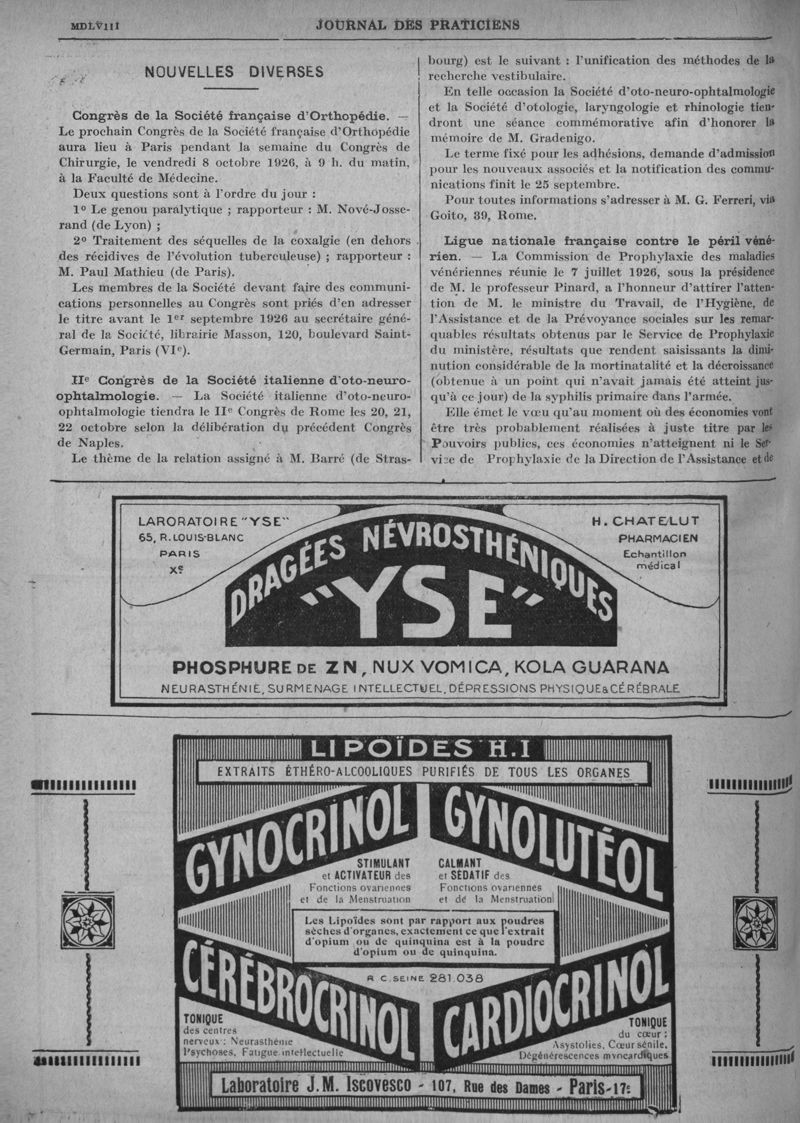 MDLVIII
JOURNAL DES PRATICIENS
NOUVELLES DIVERSES
Congrès de la Société française d'Orthopédie. —
Le prochain Congrès de la Société française d'Orthopédie
aura lieu à Paris pendant la semaine du Congrès de
Chirurgie, le vendredi 8 octobre 1926, à 9 h. du matin,
à la Faculté de Médecine.
Deux questions sont à l'ordre du jour :
1º Le genou paralytique ; rapporteur : M. Nové-Josse-
rand (de Lyon) ;
2º Traitement des séquelles de la coxalgie (en dehors
des récidives de l'évolution tuberculeuse) ; rapporteur :
M. Paul Mathieu (de Paris).
Les membres de la Société devant faire des communi-
cations personnelles au Congrès sont priés d'en adresser
le titre avant le 1er septembre 1926 au secrétaire géné-
ral de la Société, librairie Masson, 120, boulevard Saint-
Germain, Paris (VIe).
IIe Congrès de la Société italienne d'oto-neuro-
ophtalmologie. — La Société italienne d'oto-neuro-
ophtalmologie tiendra le IIe Congrès de Rome les 20, 21,
22 octobre selon la délibération du précédent Congrès
de Naples.
Le thème de la relation assigné à M. Barré (de Stras-
bourg) est le suivant : l'unification des méthodes de la
recherche vestibulaire.
En telle occasion la Société d'oto-neuro-ophtalmologie
et la Société d'otologie, laryngologie et rhinologie tien-
dront une séance commémorative afin d'honorer la
mémoire de M. Gradenigo.
Le terme fixé pour les adhésions, demande d'admission
pour les nouveaux associés et la notification des commu-
nications finit le 25 septembre.
Pour toutes informations s'adresser à M. G. Ferreri, via
Goito, 39, Rome.
Ligue nationale française contre le péril véné-
rien. — La Commission de Prophylaxie des maladies
vénériennes réunie le 7 juillet 1926, sous la présidence
de M. le professeur Pinard, a l'honneur d'attirer l'atten-
tion de M. le ministre du Travail, de l'Hygiène, de
l'Assistance et de la Prévoyance sociales sur les remar-
quables résultats obtenus par le Service de Prophylaxie
du ministère, résultats que rendent saisissants la dimi-
nution considérable de la mortinatalité et la décroissance
(obtenue à un point qui n'avait jamais été atteint jus-
qu'à ce jour) de la syphilis primaire dans l'armée.
Elle émet le vœu qu'au moment où des économies vont
être très probablement réalisées à juste titre par les
Pouvoirs publics, ces économies n'atteignent ni le Ser-
vice de Prophylaxie de la Direction de l'Assistance et de
LARORATOIRE "YSE"
65, R. LOUIS-BLANC
PARIS
Xe
H. CHATELUT
PHARMACIEN
Echantillon
médical
DRAGÉES NÉVROSTHÉNIQUES
"YSE"
PHOSPHURE DE ZN, NUX VOMICA, KOLA GUARANA
NEURASTHÉNIE, SURMENAGE INTELLECTUEL, DÉPRESSIONS PHYSIQUE & CÉRÉBRALE
LIPOÏDES H.I
EXTRAITS ÉTHÉRO-ALCOOLIQUES PURIFIÉS DE TOUS LES ORGANES
GYNOCRINOL
GYNOLUTÉOL
STIMULANT
et ACTIVATEUR des
Fonctions ovariennes
et de la Menstruation
CALMANT
et SÉDATIF des
Fonctions ovariennes
et de la Menstruation
Les Lipoïdes sont par rapport aux poudres
sèches d'organes, exactement ce que l'extrait
d'opium ou de quinquina est à la poudre
d'opium ou de quinquina.
R. C. SEINE 281.038
CÉRÉBROCRINOL
CARDIOCRINOL
TONIQUE
des centres
nerveux : Neurasthénie
Psychoses, Fatigue intellectuelle
TONIQUE
du cœur :
Asystolies, Cœur sénile,
Dégénérescences myocardiques
Laboratoire J. M. Iscovesco - 107, Rue des Dames - Paris-17e